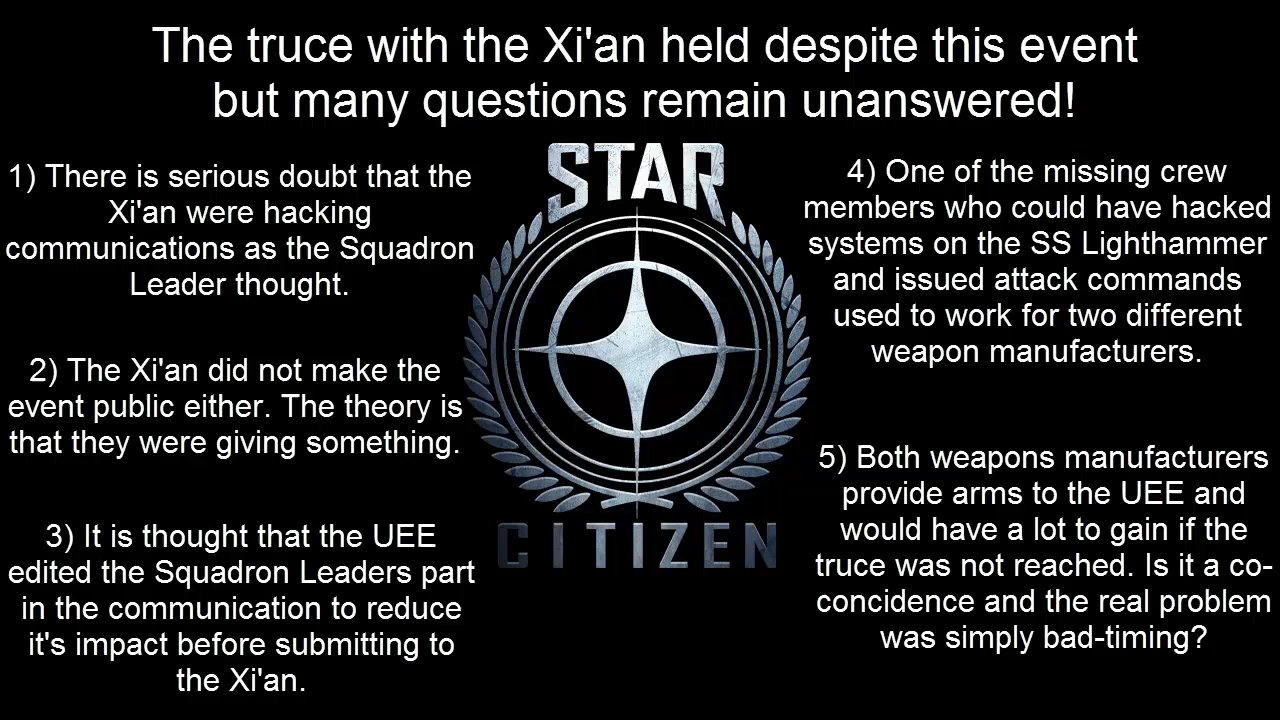 The truce with the Xi'an held despite this event
but many questions remain unanswered!
STAR
CITIZEN
1) There is serious doubt that the
Xi'an were hacking
communications as the Squadron
Leader thought.
2) The Xi'an did not make the
event public either. The theory is
that they were giving something.
3) It is thought that the UEE
edited the Squadron Leaders part
in the communication to reduce
it's impact before submitting to
the Xi'an.
4) One of the missing crew
members who could have hacked
systems on the SS Lighthammer
and issued attack commands
used to work for two different
weapon manufacturers.
5) Both weapons manufacturers
provide arms to the UEE and
would have a lot to gain if the
truce was not reached. Is it a co-
concidence and the real problem
was simply bad-timing?